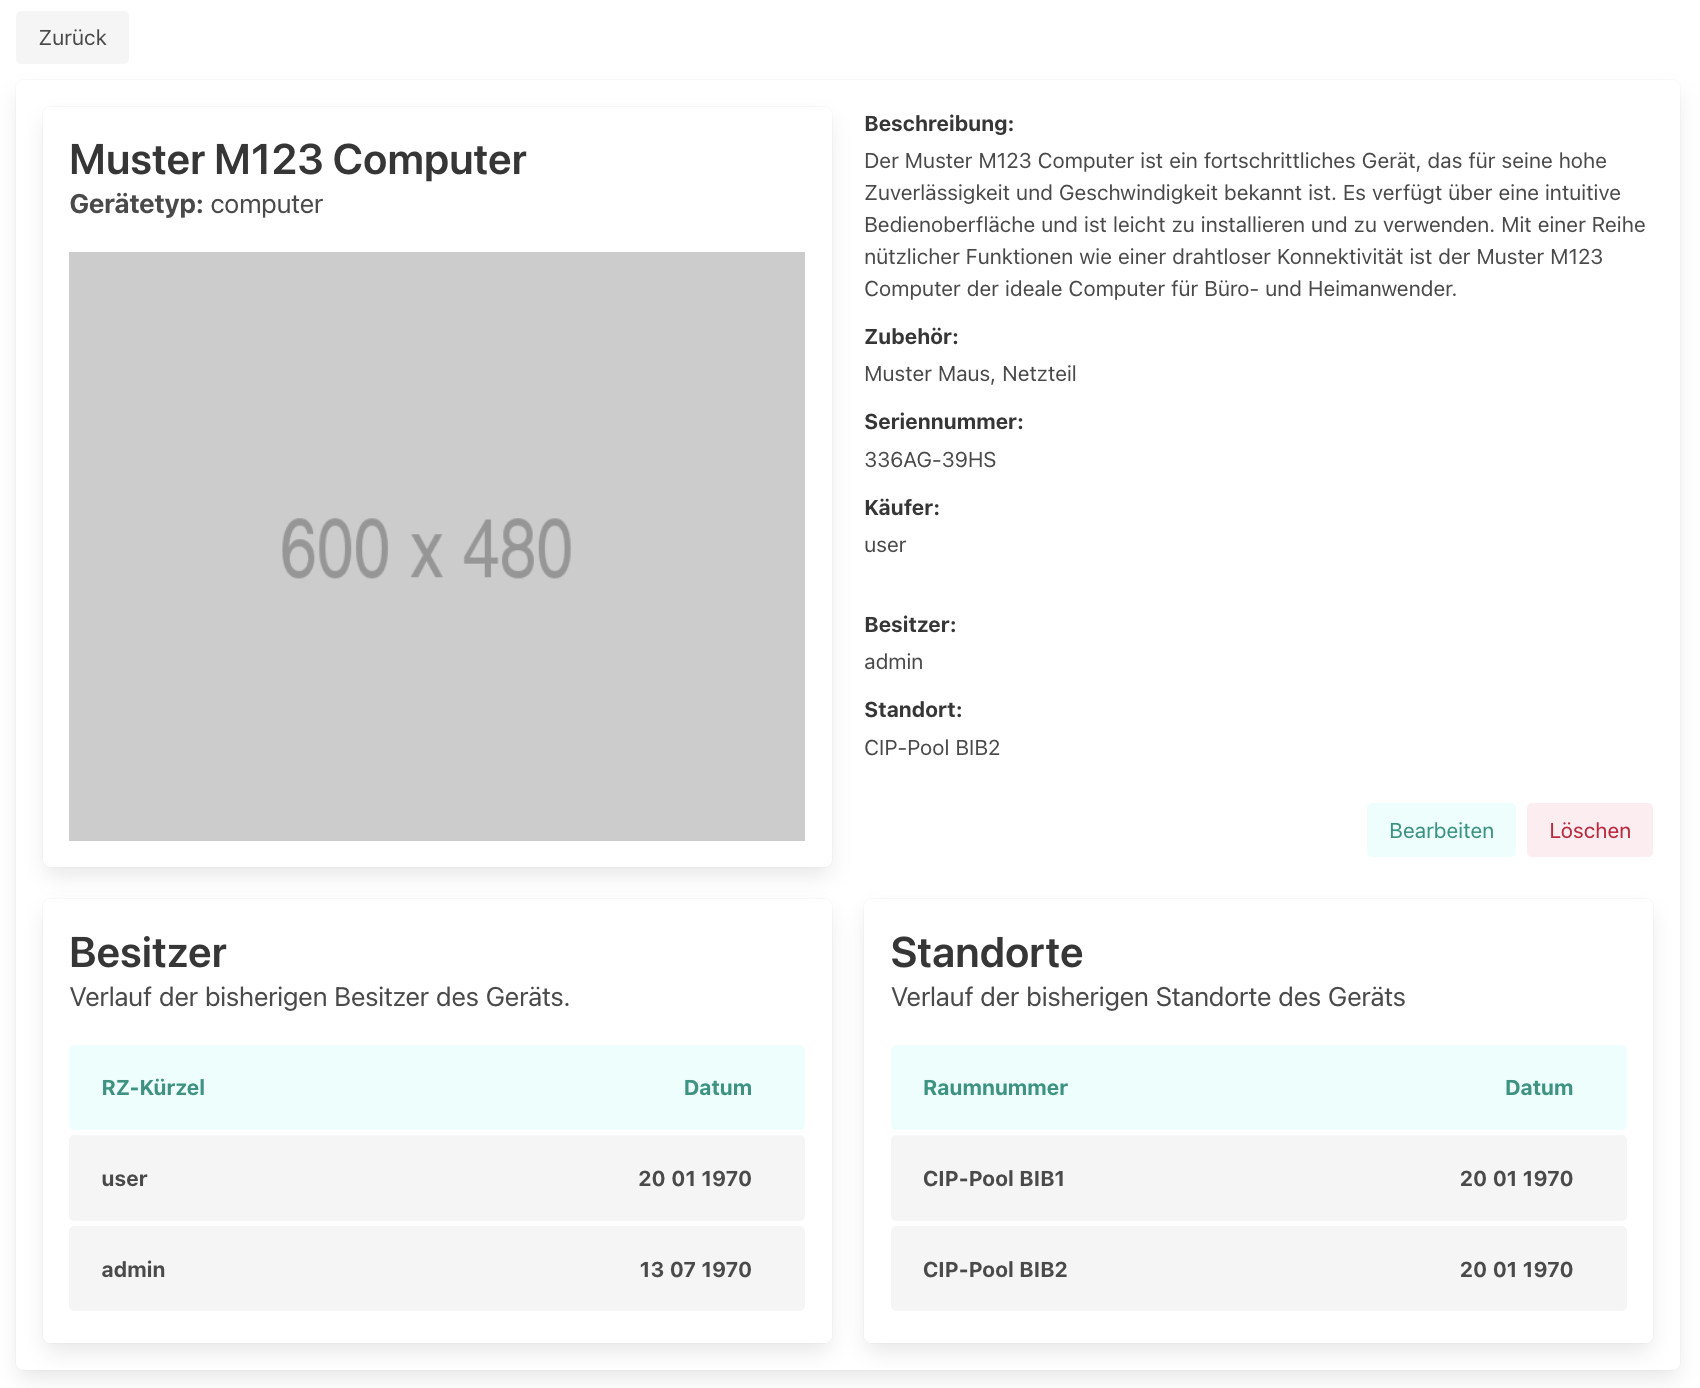 Zurück
Muster M123 Computer
Gerätetyp: computer
600 x 480
Beschreibung:
Der Muster M123 Computer ist ein fortschrittliches Gerät, das für seine hohe
Zuverlässigkeit und Geschwindigkeit bekannt ist. Es verfügt über eine intuitive
Bedienoberfläche und ist leicht zu installieren und zu verwenden. Mit einer Reihe
nützlicher Funktionen wie einer drahtloser Konnektivität ist der Muster M123
Computer der ideale Computer für Büro- und Heimanwender.
Zubehör:
Muster Maus, Netzteil
Seriennummer:
336AG-39HS
Käufer:
user
Besitzer:
admin
Standort:
CIP-Pool BIB2
Bearbeiten Löschen
Besitzer
Verlauf der bisherigen Besitzer des Geräts.
RZ-Kürzel Datum
user 20 01 1970
admin 13 07 1970
Standorte
Verlauf der bisherigen Standorte des Geräts
Raumnummer Datum
CIP-Pool BIB1 20 01 1970
CIP-Pool BIB2 20 01 1970